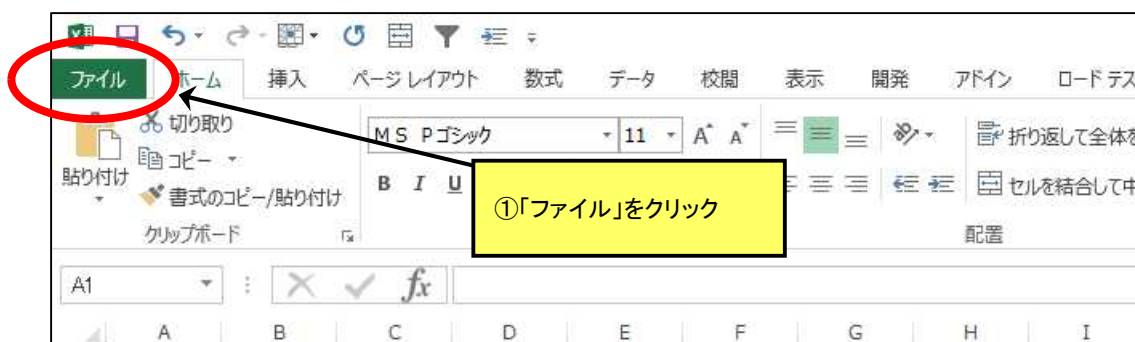 ファイル ホーム 挿入 ページ レイアウト 数式 データ 校閲 表示 開発 アドイン ロード テス
切り取り
コピー
貼り付け
書式のコピー/貼り付け
クリップボード
ＭＳ Ｐゴシック 11 A A
B I U
折り返して全体を
セルを結合して中
配置
①「ファイル」をクリック
A1 fx
A B C D E F G H I